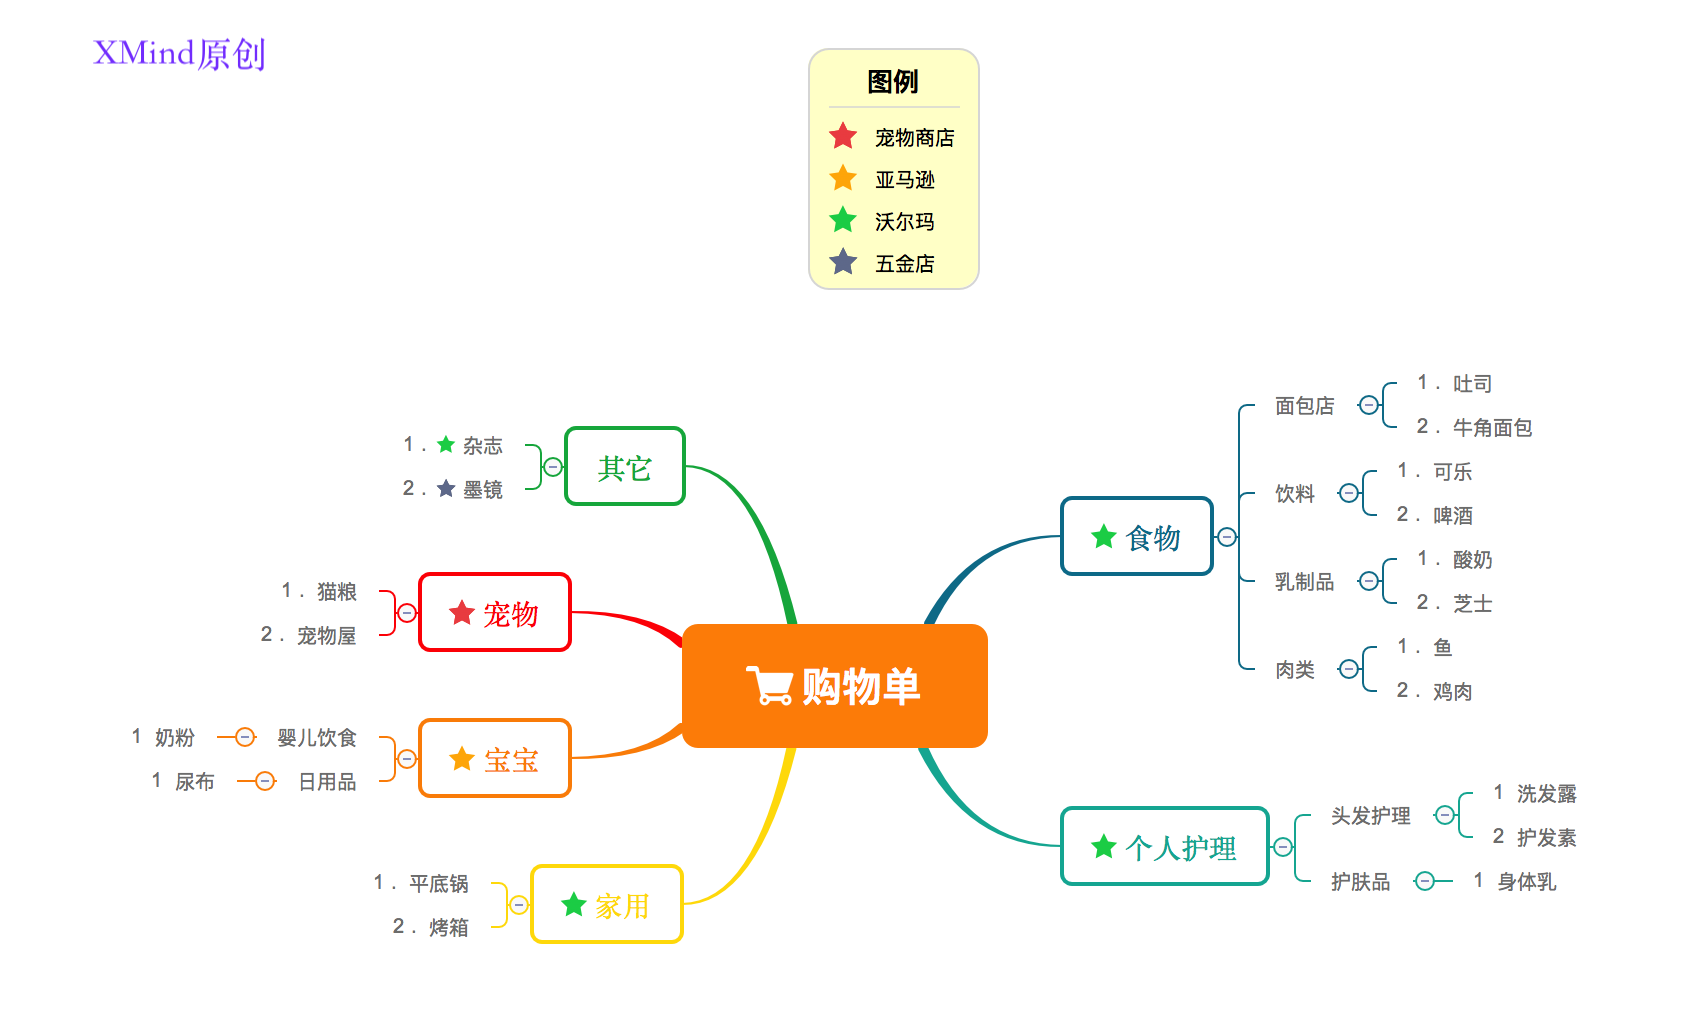 XMind原创
图例
宠物商店
亚马逊
沃尔玛
五金店
购物单
食物
面包店
1. 吐司
2. 牛角面包
饮料
1. 可乐
2. 啤酒
乳制品
1. 酸奶
2. 芝士
肉类
1. 鱼
2. 鸡肉
个人护理
头发护理
1 洗发露
2 护发素
护肤品
1 身体乳
其它
1. 杂志
2. 墨镜
宠物
1. 猫粮
2. 宠物屋
宝宝
婴儿饮食
1 奶粉
日用品
1 尿布
家用
1. 平底锅
2. 烤箱